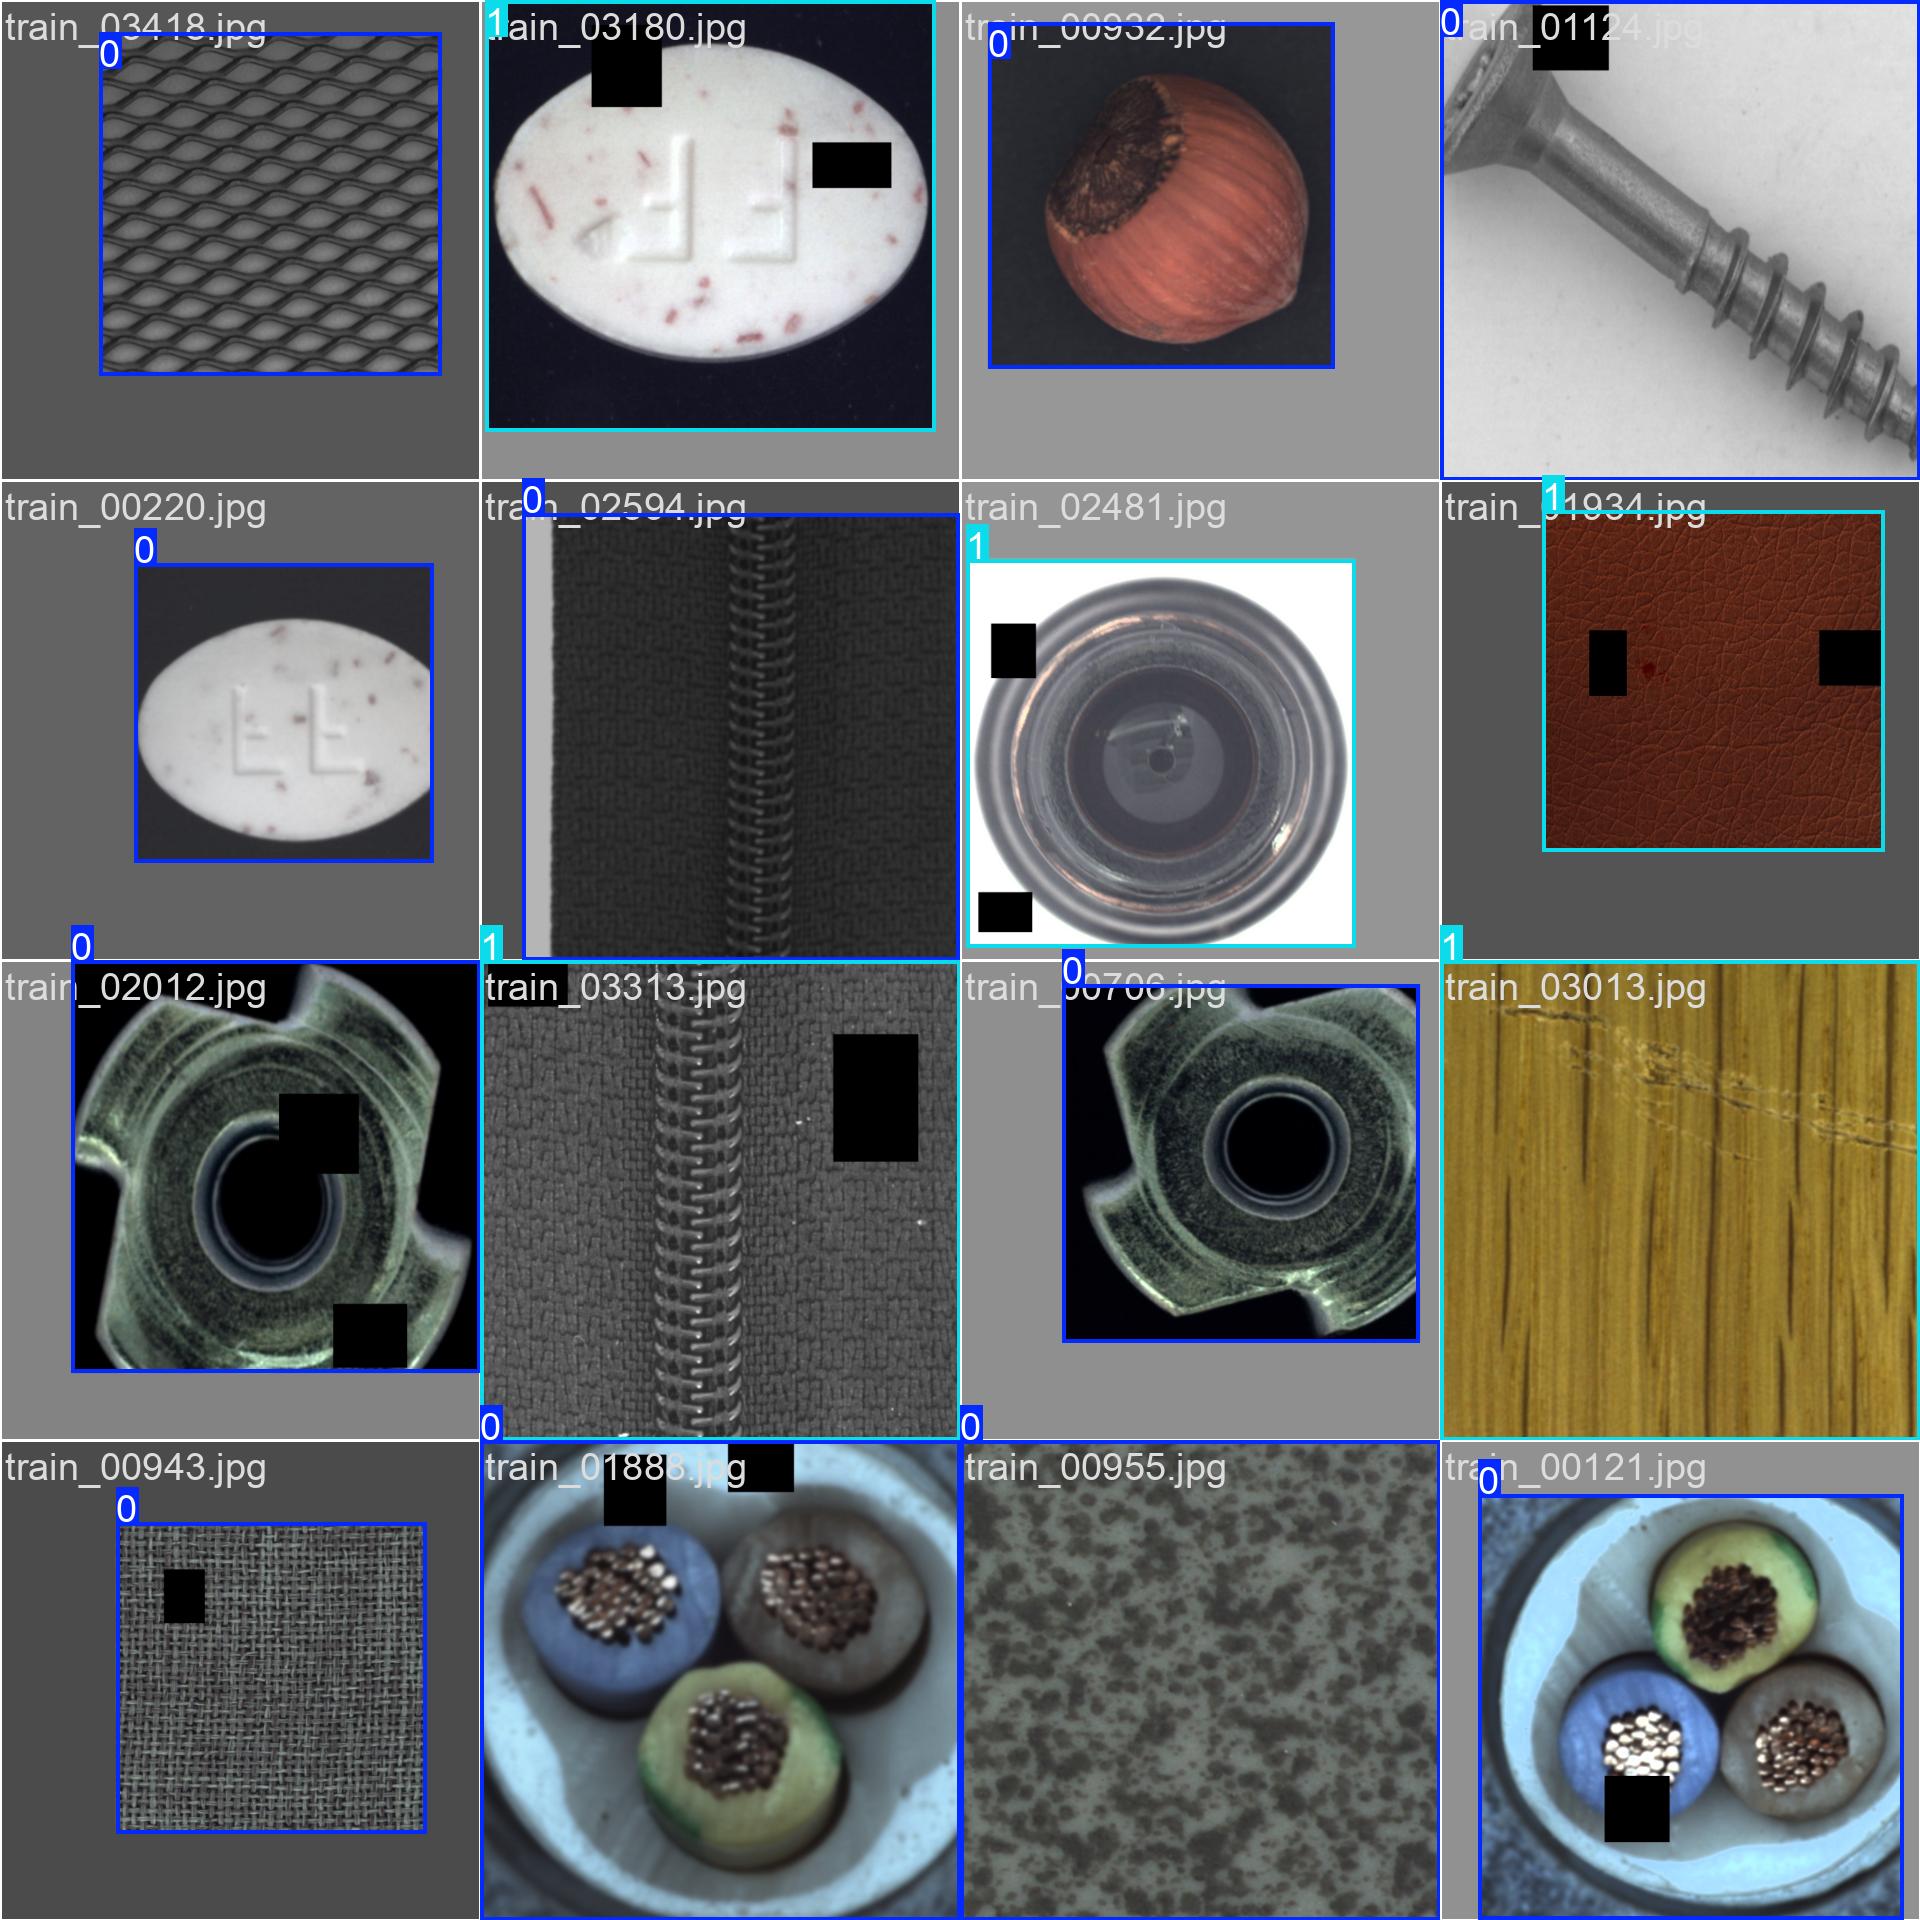 train_03418.jpg
0
train_03180.jpg
1
train_00932.jpg
0
train_01124.jpg
0
train_00220.jpg
0
train_02594.jpg
0
train_02481.jpg
1
train_01934.jpg
1
train_02012.jpg
0
train_03313.jpg
1
train_00706.jpg
0
train_03013.jpg
1
train_00943.jpg
0
train_01888.jpg
0
train_00955.jpg
0
train_00121.jpg
0